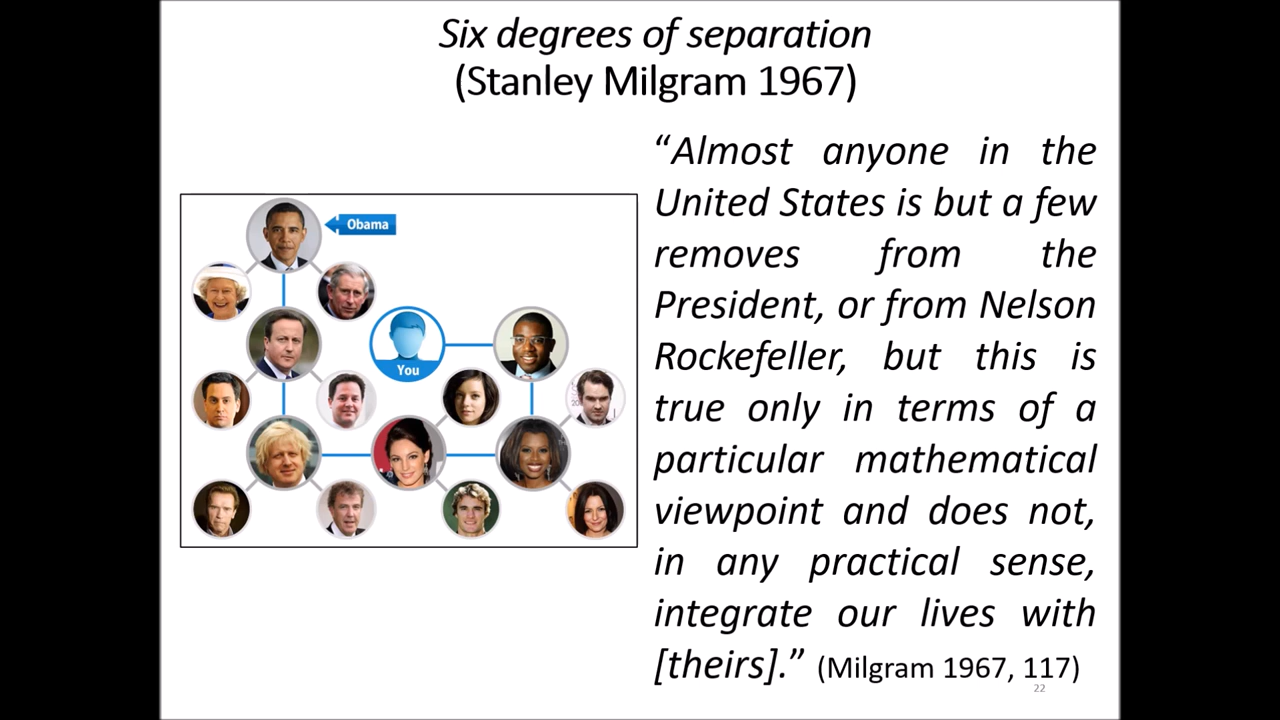 Six degrees of separation
(Stanley Milgram 1967)
Obama
You
“Almost anyone in the
United States is but a few
removes from the
President, or from Nelson
Rockefeller, but this is
true only in terms of a
particular mathematical
viewpoint and does not,
in any practical sense,
integrate our lives with
[theirs].” (Milgram 1967, 117)
22